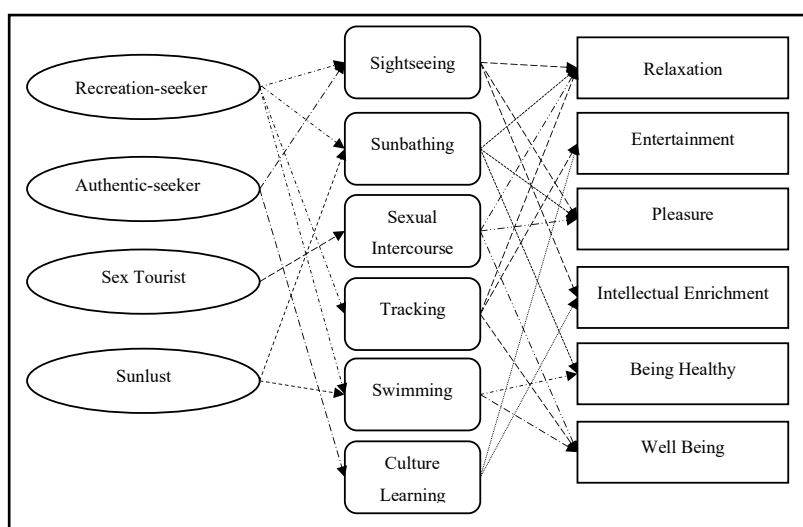 Recreation-seeker
Authentic-seeker
Sex Tourist
Sunlust
Sightseeing
Sunbathing
Sexual
Intercourse
Tracking
Swimming
Culture
Learning
Relaxation
Entertainment
Pleasure
Intellectual Enrichment
Being Healthy
Well Being